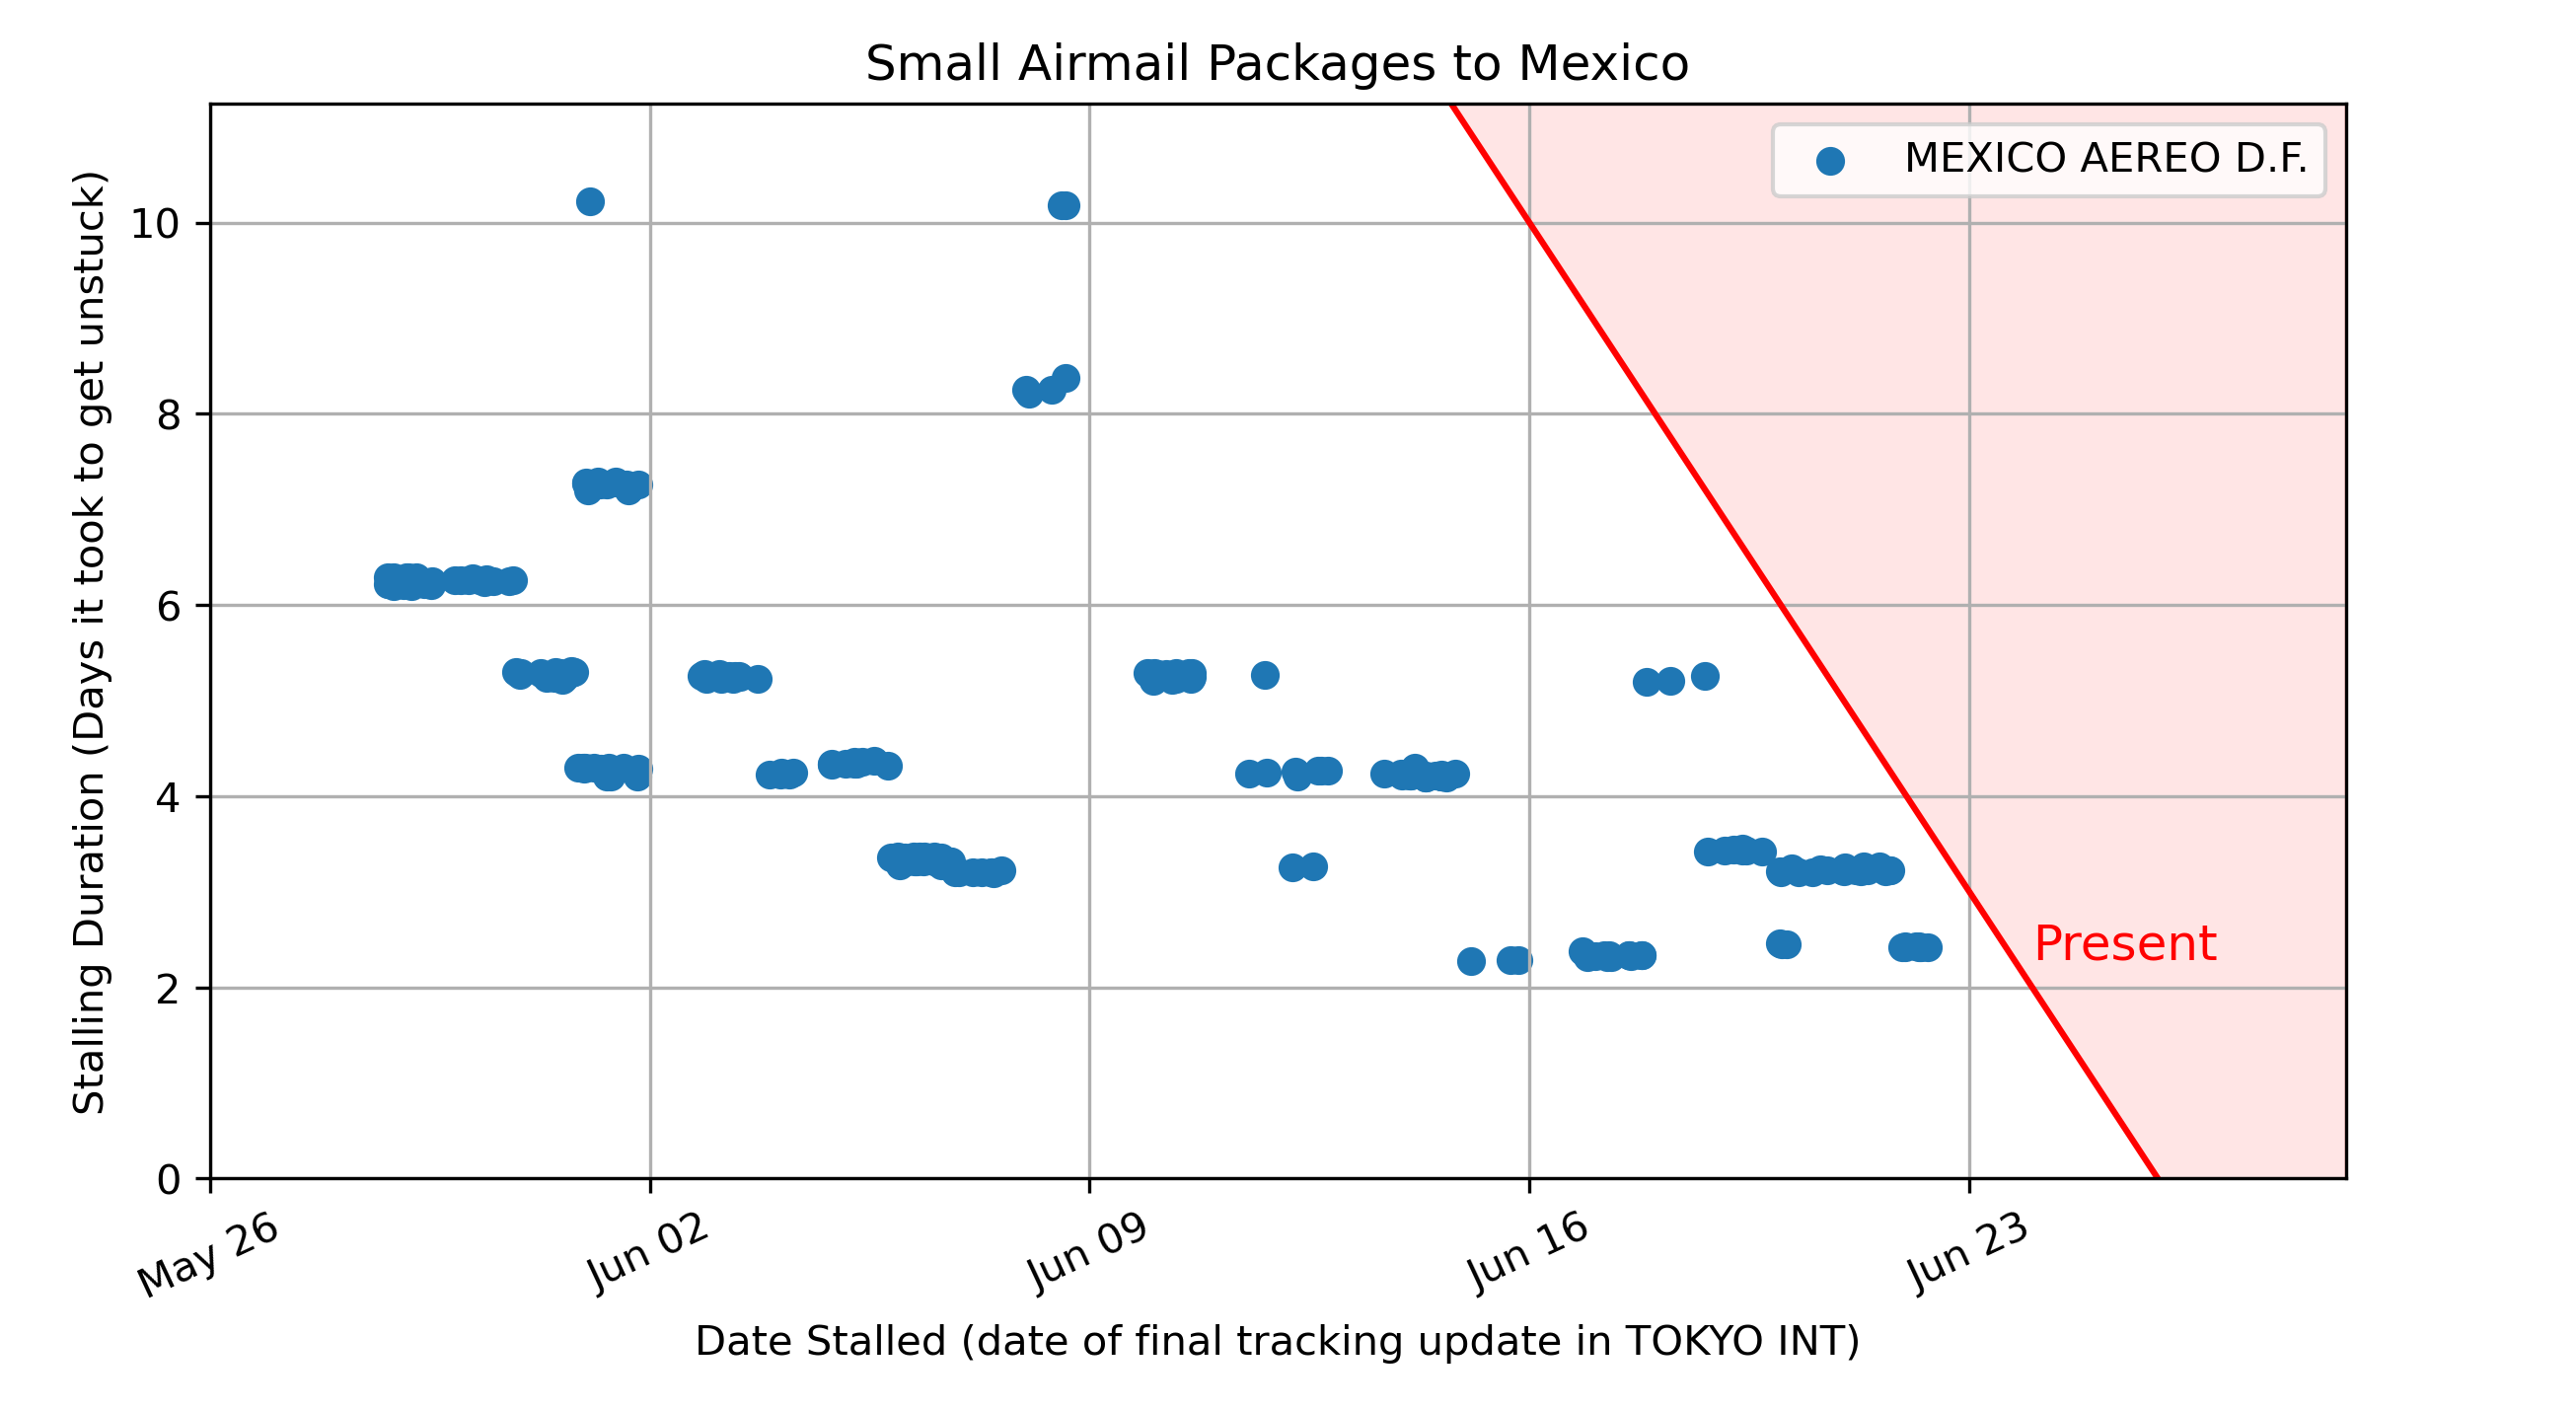 Small Airmail Packages to Mexico
MEXICO AEREO D.F.
Stalling Duration (Days it took to get unstuck)
10
8
6
4
2
0
Present
May 26
Jun 02
Jun 09
Jun 16
Jun 23
Date Stalled (date of final tracking update in TOKYO INT)